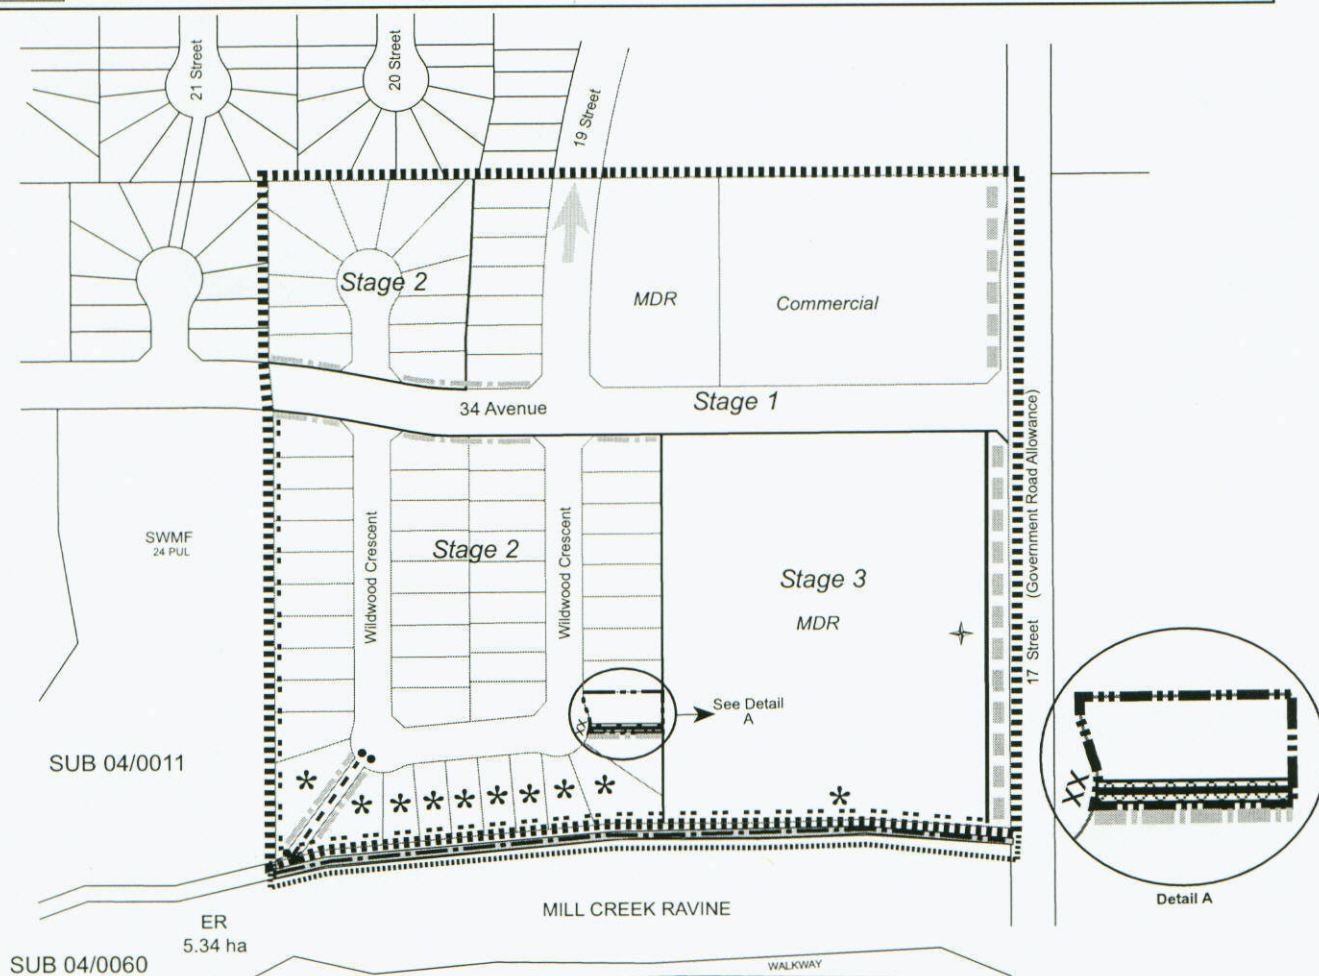 21 Street
20 Street
19 Street
Stage 2
MDR
Commercial
34 Avenue
Stage 1
17 Street (Government Road Allowance)
SWMF
24 PUL
Wildwood Crescent
Stage 2
Wildwood Crescent
Stage 3
MDR
See Detail
A
XX
XX
SUB 04/0011
Detail A
MILL CREEK RAVINE
ER
5.34 ha
SUB 04/0060
WALKWAY